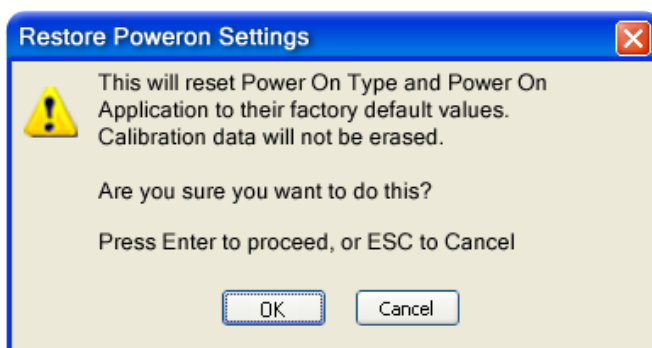 Restore Poweron Settings
This will reset Power On Type and Power On
Application to their factory default values.
Calibration data will not be erased.
Are you sure you want to do this?
Press Enter to proceed, or ESC to Cancel
OK
Cancel